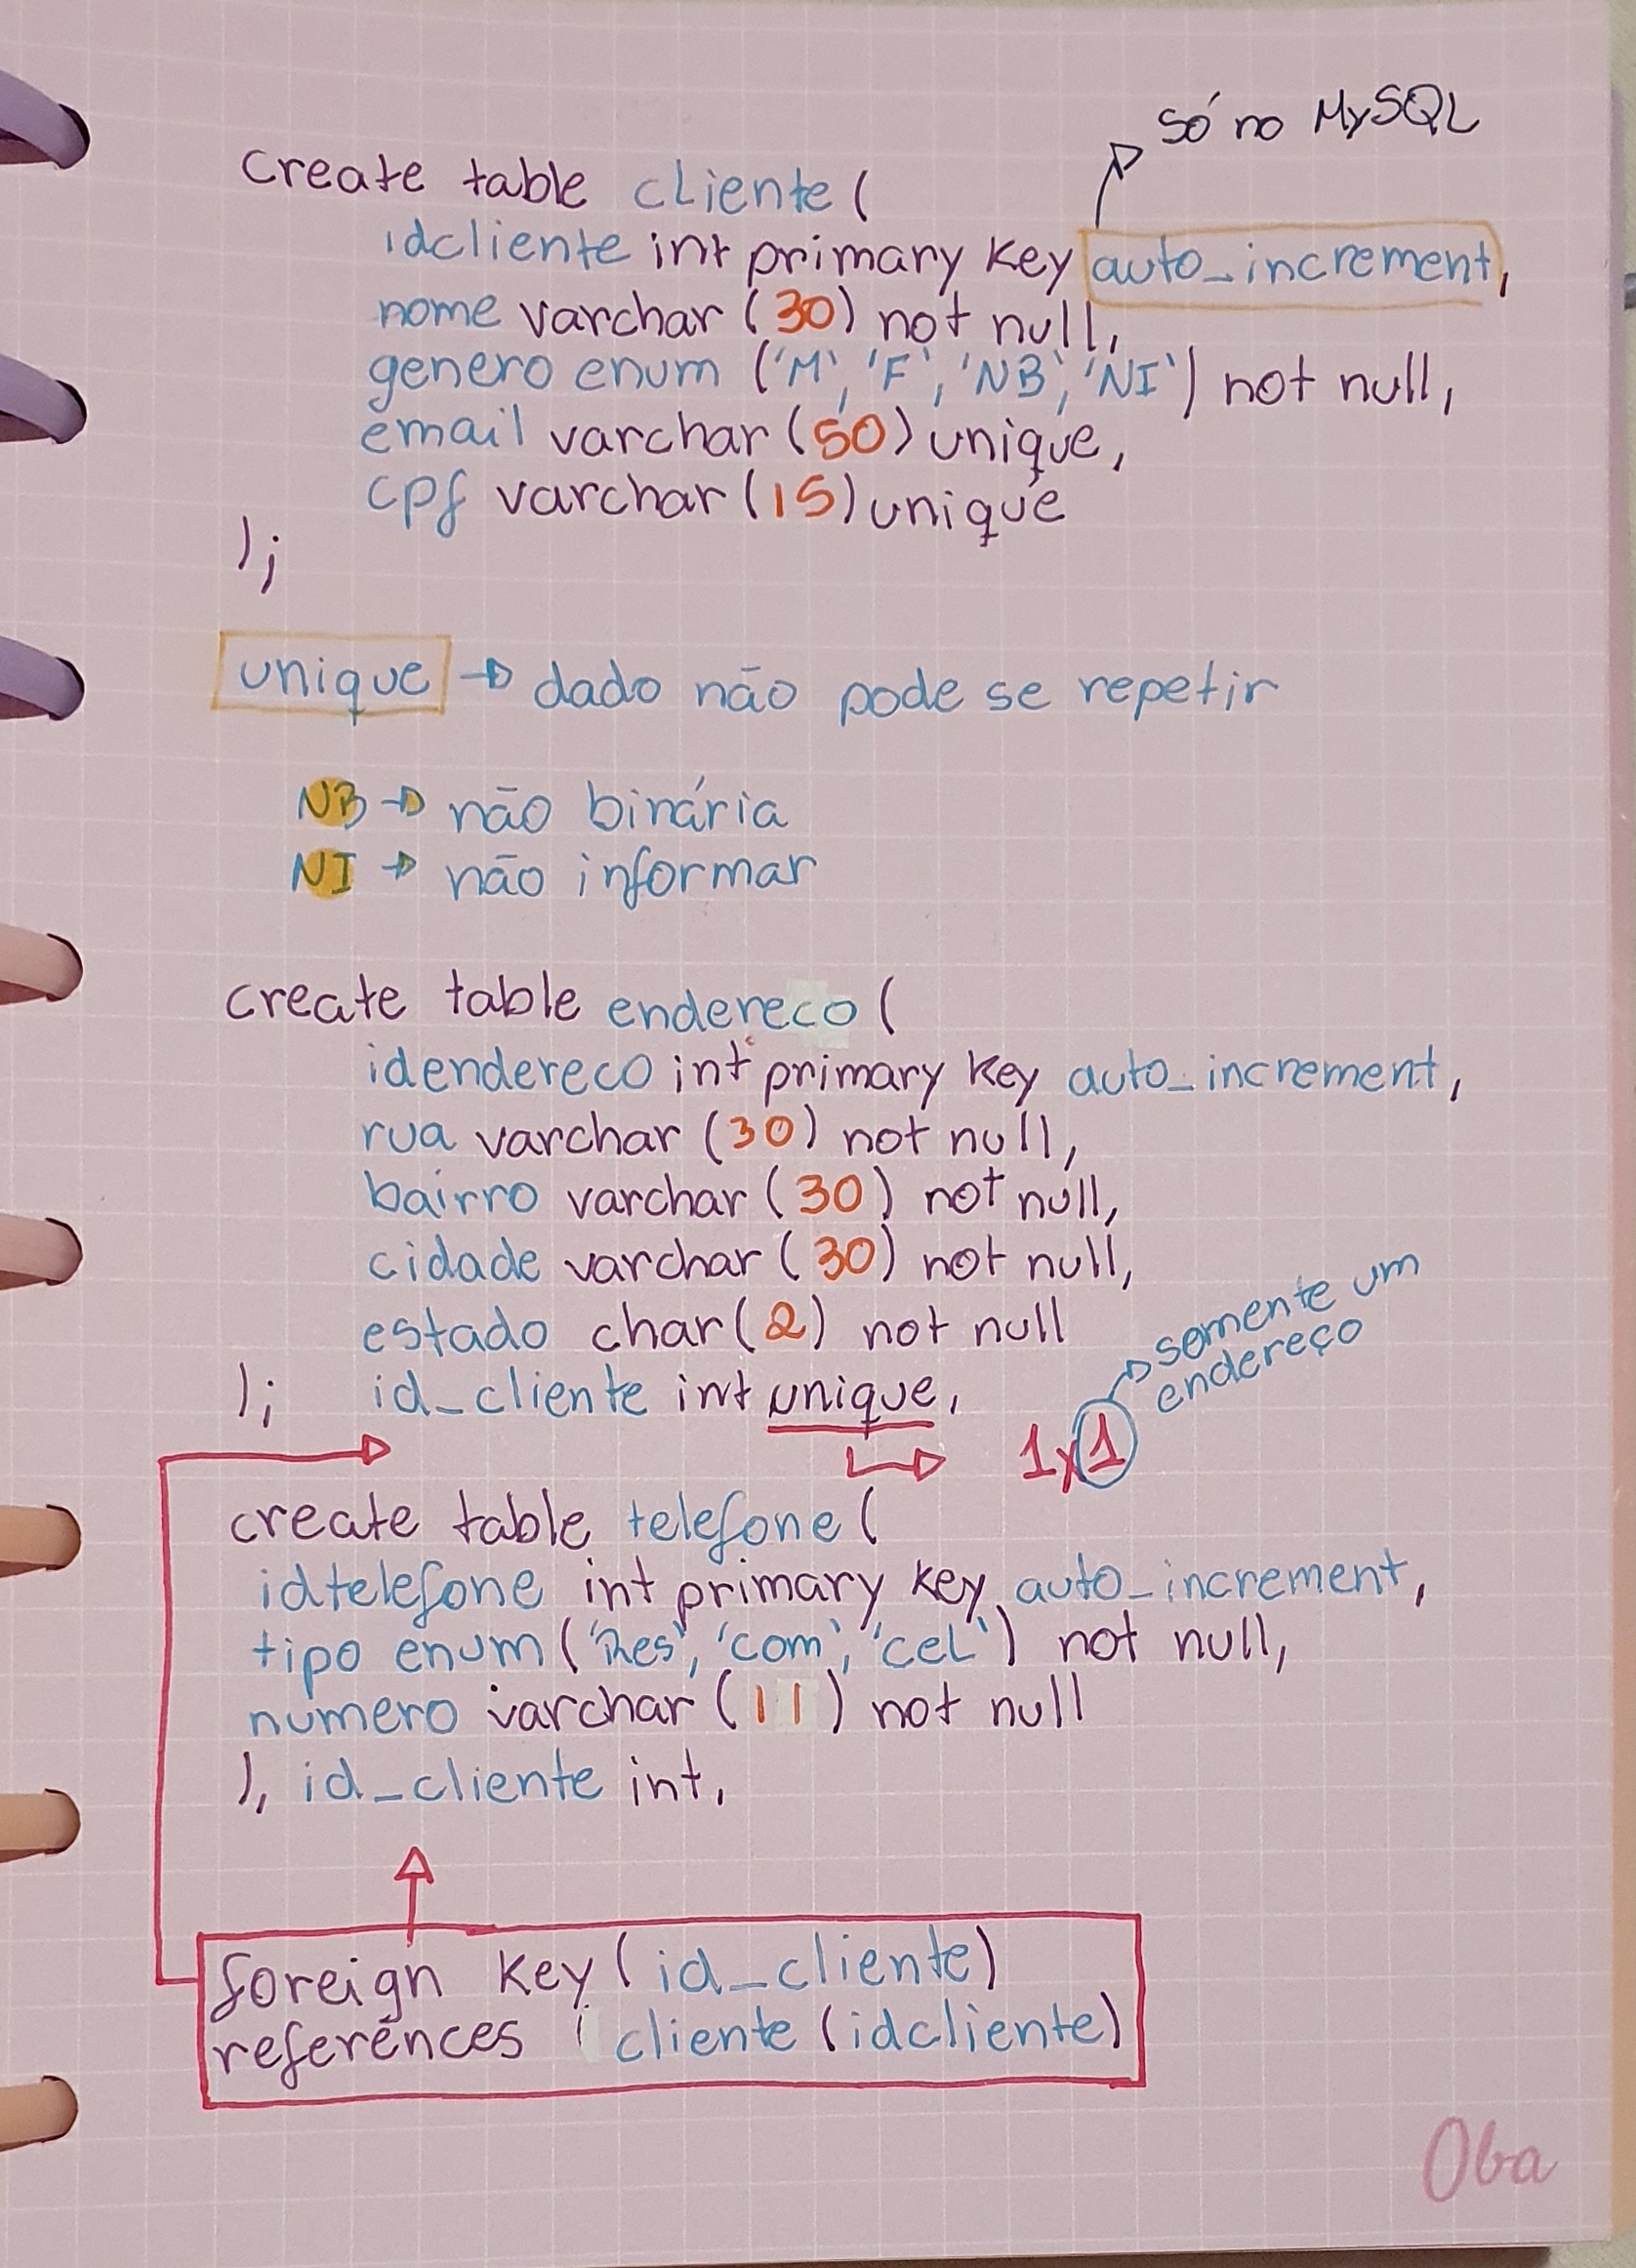 só no MySQL
create table cliente (
idcliente int primary key auto_increment,
nome varchar (30) not null,
genero enum ('M', 'F', 'NB', 'NI') not null,
email varchar (50) unique,
cpf varchar (15) unique
);
unique → dado não pode se repetir
NB → não binária
NI → não informar
create table endereco (
idendereco int primary key auto_increment,
rua varchar (30) not null,
bairro varchar (30) not null,
cidade varchar (30) not null,
estado char (2) not null
); id_cliente int unique,
somente um
endereço
1x1
create table telefone (
idtelefone int primary key auto_increment,
tipo enum ('Res', 'com', 'cel') not null,
numero varchar (11) not null
), id_cliente int,
foreign key (id_cliente)
references cliente (idcliente)
Oba